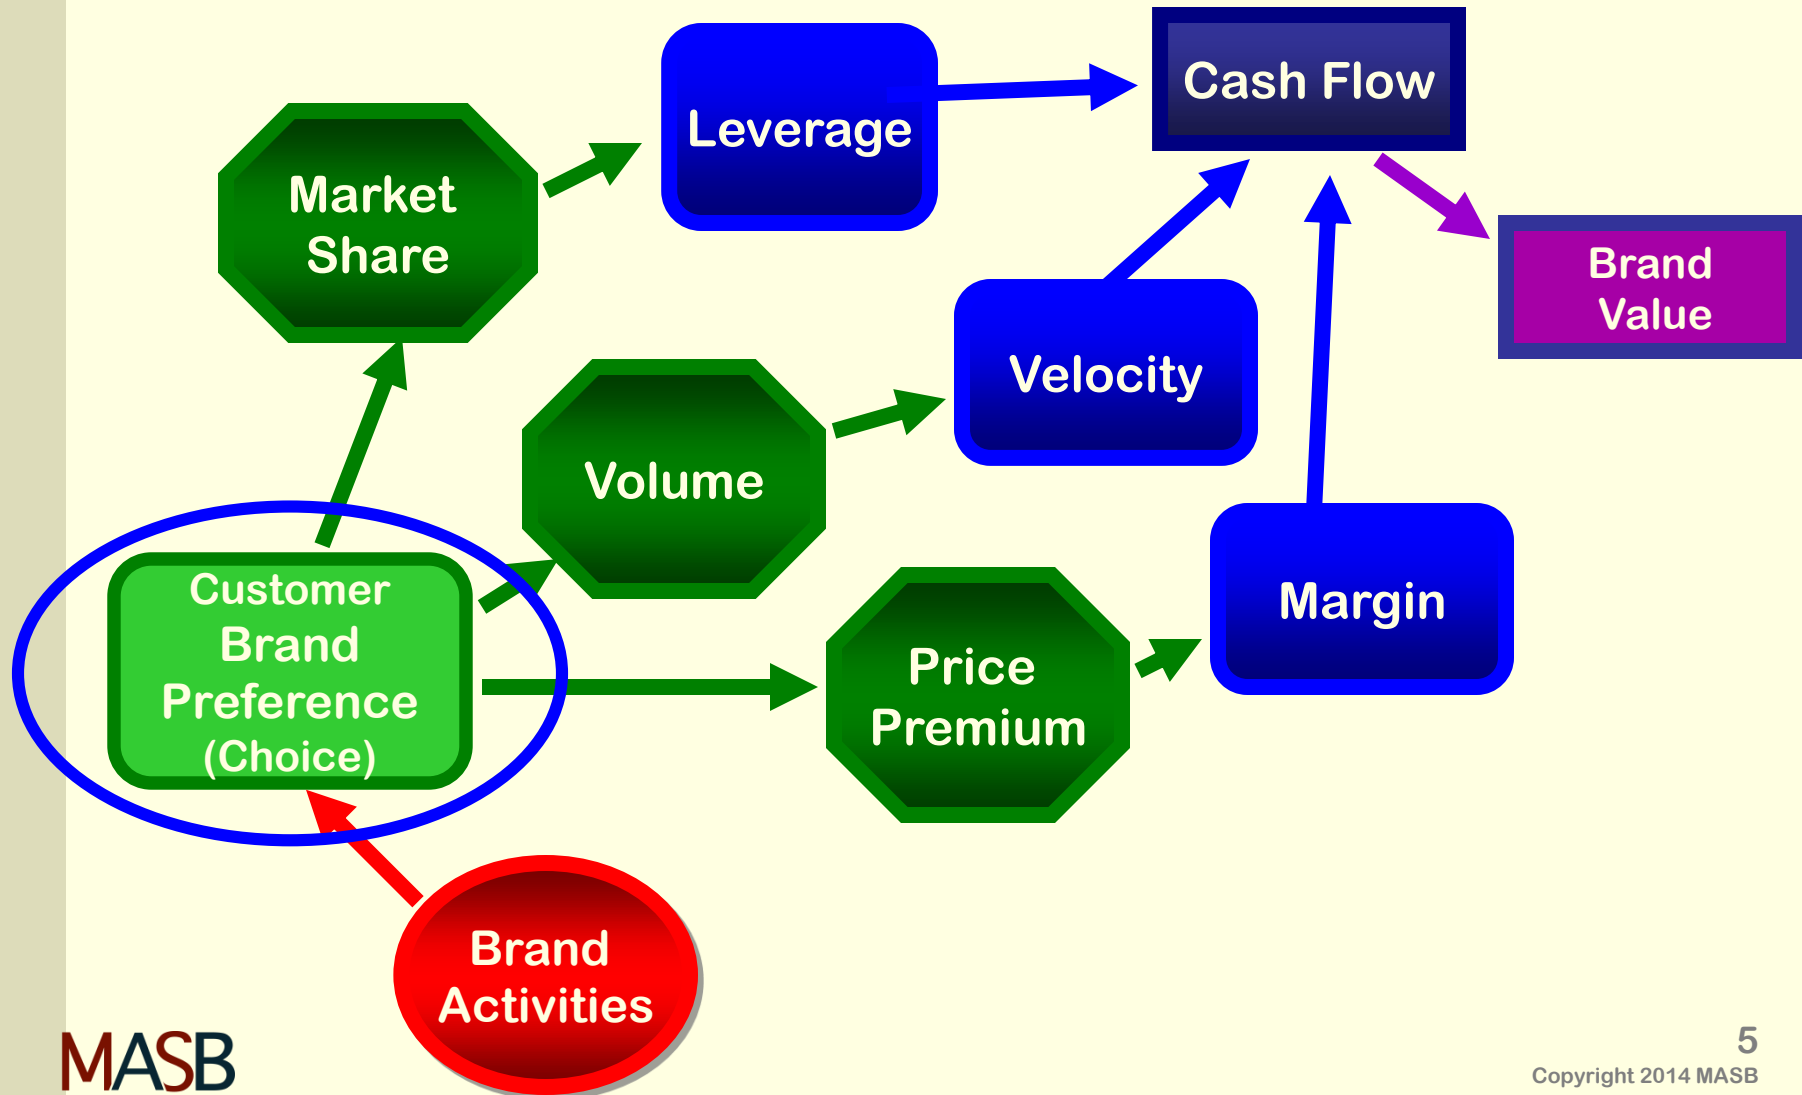 Cash Flow
Leverage
Market
Share
Brand
Value
Velocity
Volume
Customer
Brand
Preference
(Choice)
Margin
Price
Premium
Brand
Activities
MASB
5
Copyright 2014 MASB